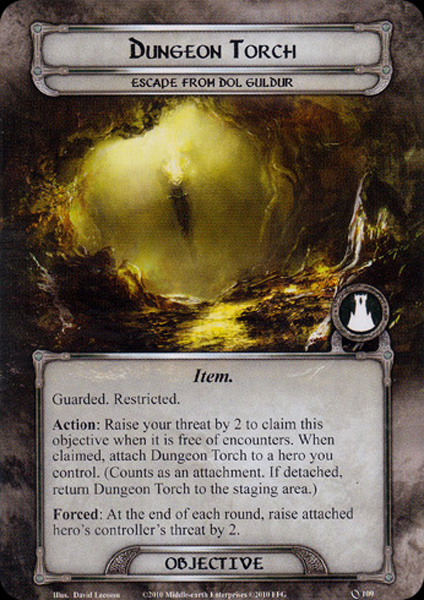 Dungeon Torch
Escape from Dol Guldur
Item.
Guarded. Restricted.
Action: Raise your threat by 2 to claim this
objective when it is free of encounters. When
claimed, attach Dungeon Torch to a hero you
control. (Counts as an attachment. If detached,
return Dungeon Torch to the staging area.)
Forced: At the end of each round, raise attached
hero's controller's threat by 2.
OBJECTIVE
Illus. David Lecossu ©2010 Middle-earth Enterprises ©2010 FFG 109